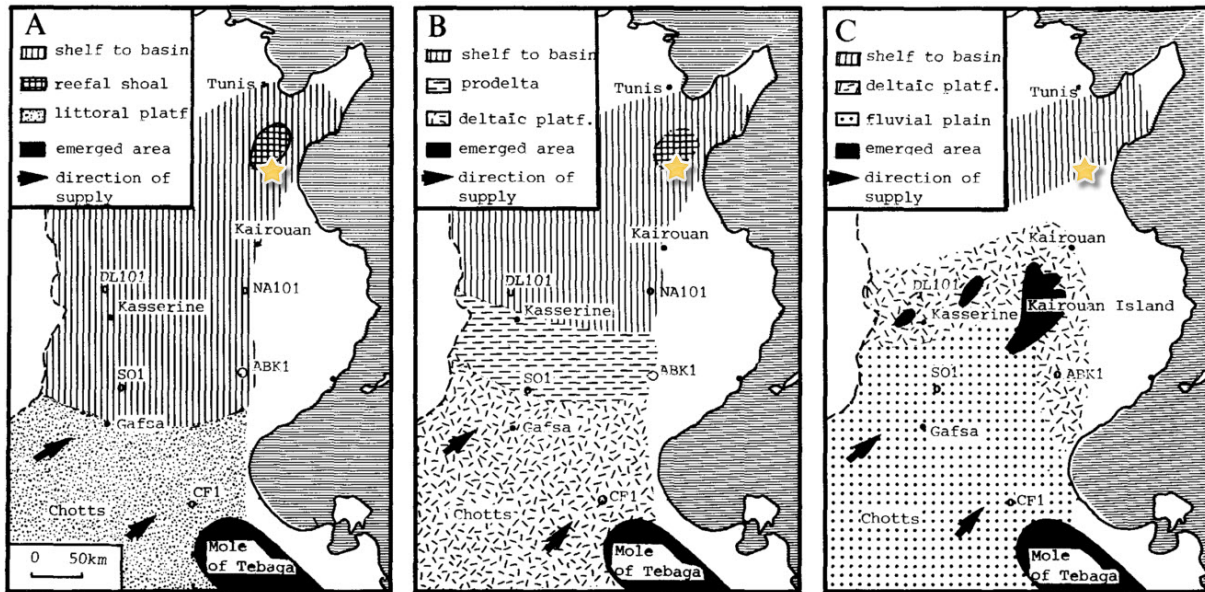 A
shelf to basin
reefal shoal
littoral platf
emerged area
direction of
supply
Tunis
Kairouan
DL101
NA101
Kasserine
SO1
ABK1
Gafsa
CF1
Chotts
0 50km
Mole
of Tebaga
B
shelf to basin
prodelta
deltaïc platf.
emerged area
direction of
supply
Tunis
Kairouan
DL101
NA101
Kasserine
ABK1
SO1
Gafsa
CF1
Chotts
Mole
of Tebaga
C
shelf to basin
deltaic platf.
fluvial plain
emerged area
direction of
supply
Tunis
Kairouan
DL101
Kairouan Island
Kasserine
SO1
ABK1
Gafsa
CF1
Chotts
Mole
of Tebaga